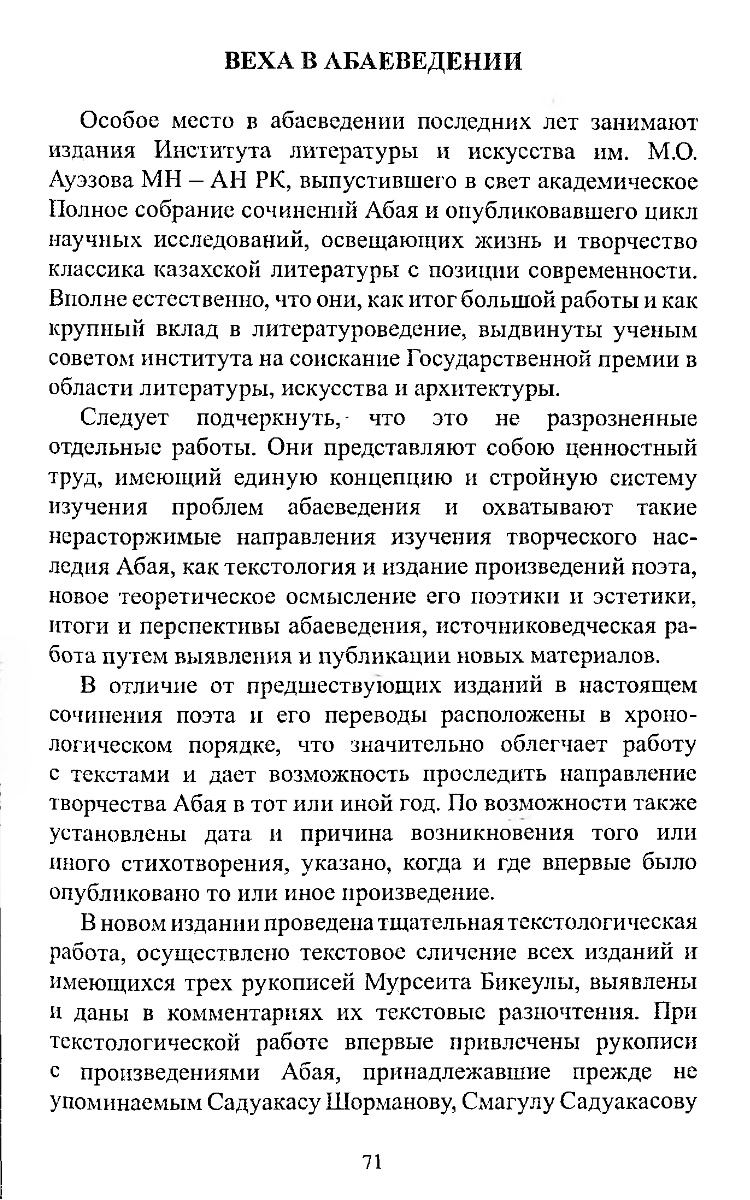 ВЕХА В АБАЕВЕДЕНИИ
Особое место в абаеведении последних лет занимают
издания Института литературы и искусства им. М.О.
Ауэзова МН – АН РК, выпустившего в свет академическое
Полное собрание сочинений Абая и опубликовавшего цикл
научных исследований, освещающих жизнь и творчество
классика казахской литературы с позиции современности.
Вполне естественно, что они, как итог большой работы и как
крупный вклад в литературоведение, выдвинуты ученым
советом института на соискание Государственной премии в
области литературы, искусства и архитектуры.
Следует подчеркнуть, что это не разрозненные
отдельные работы. Они представляют собою ценностный
труд, имеющий единую концепцию и стройную систему
изучения проблем абаеведения и охватывают такие
нерасторжимые направления изучения творческого нас-
ледия Абая, как текстология и издание произведений поэта,
новое теоретическое осмысление его поэтики и эстетики,
итоги и перспективы абаеведения, источниковедческая ра-
бота путем выявления и публикации новых материалов.
В отличие от предшествующих изданий в настоящем
сочинения поэта и его переводы расположены в хроно-
логическом порядке, что значительно облегчает работу
с текстами и дает возможность проследить направление
творчества Абая в тот или иной год. По возможности также
установлены дата и причина возникновения того или
иного стихотворения, указано, когда и где впервые было
опубликовано то или иное произведение.
В новом издании проведена тщательная текстологическая
работа, осуществлено текстовое сличение всех изданий и
имеющихся трех рукописей Мурсеита Бикеулы, выявлены
и даны в комментариях их текстовые разночтения. При
текстологической работе впервые привлечены рукописи
с произведениями Абая, принадлежавшие прежде не
упоминаемым Садуакасу Шорманову, Смагулу Садуакасову
71